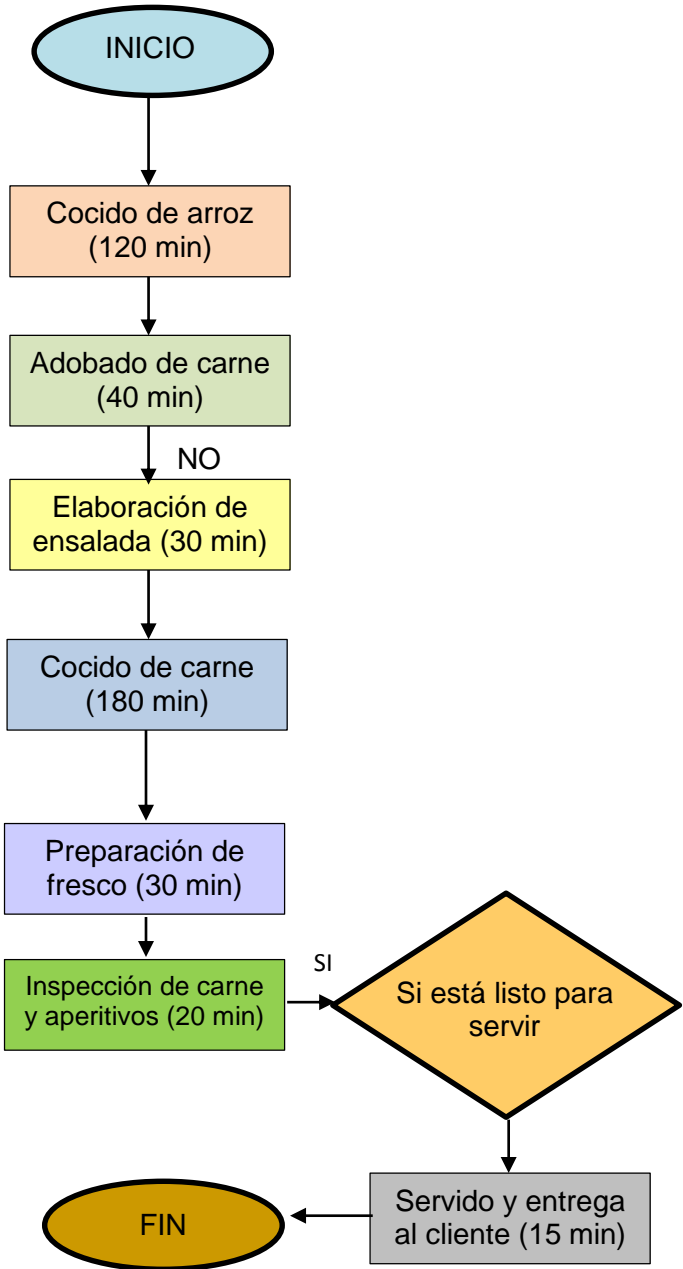 INICIO
Cocido de arroz
(120 min)
Adobado de carne
(40 min)
NO
Elaboración de
ensalada (30 min)
Cocido de carne
(180 min)
Preparación de
fresco (30 min)
Inspección de carne
y aperitivos (20 min)
SI
Si está listo para
servir
Servido y entrega
al cliente (15 min)
FIN